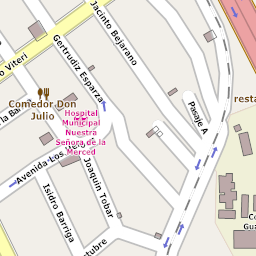 Jacinto Bejarano
Gertrudiz Esparza
Viteri
Comedor Don
Julio
Pasaje A
Hospital
Municipal
Nuestra
Señora de la
Merced
Avenida Los
Joaquín Tobar
Isidro Barriga